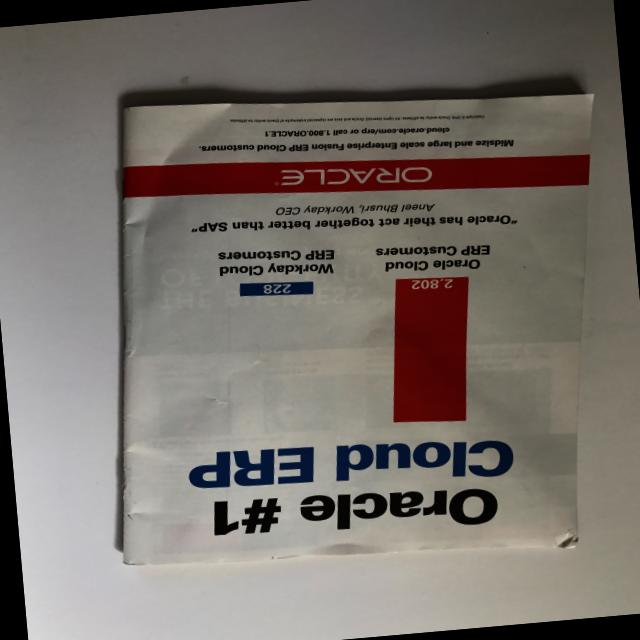 Oracle #1
Cloud ERP
2,802
228
Oracle Cloud
ERP Customers
Workday Cloud
ERP Customers
"Oracle has their act together better than SAP"
Aneel Bhusri, Workday CEO
ORACLE®
Midsize and large scale Enterprise Fusion ERP Cloud customers.
cloud.oracle.com/erp or call 1.800.ORACLE.1